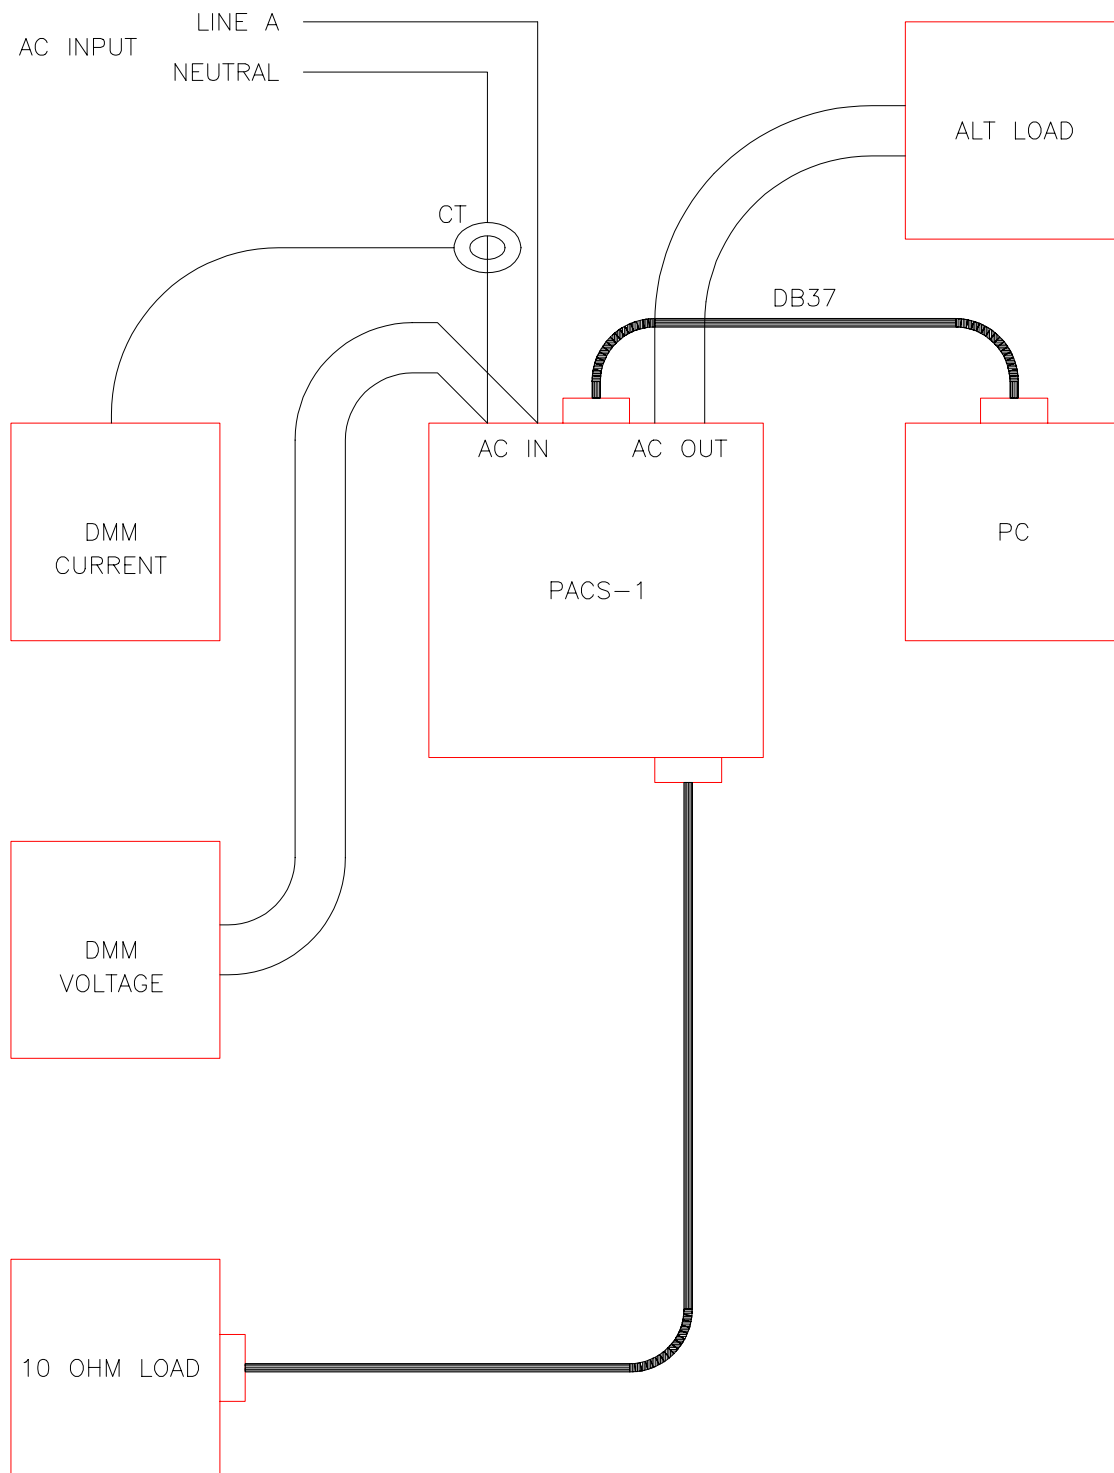 LINE A
AC INPUT
NEUTRAL
ALT LOAD
CT
DB37
AC IN
AC OUT
DMM
CURRENT
PC
PACS-1
DMM
VOLTAGE
10 OHM LOAD